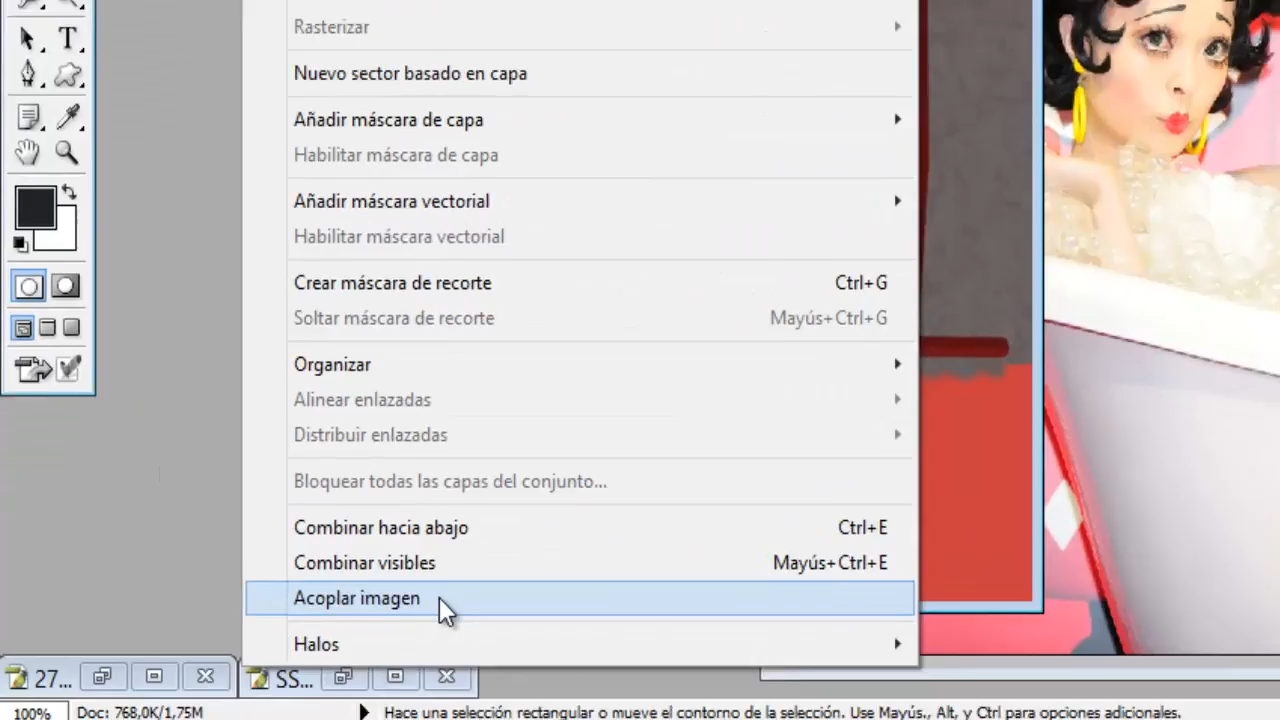 Rasterizar
Nuevo sector basado en capa
Añadir máscara de capa
Habilitar máscara de capa
Añadir máscara vectorial
Habilitar máscara vectorial
Crear máscara de recorte Ctrl+G
Soltar máscara de recorte Mayús+Ctrl+G
Organizar
Alinear enlazadas
Distribuir enlazadas
Bloquear todas las capas del conjunto...
Combinar hacia abajo Ctrl+E
Combinar visibles Mayús+Ctrl+E
Acoplar imagen
Halos
27... SS...
100% Doc: 768,0K/1,75M Hace una selección rectangular o mueve el contorno de la selección. Use Mayús., Alt, y Ctrl para opciones adicionales.